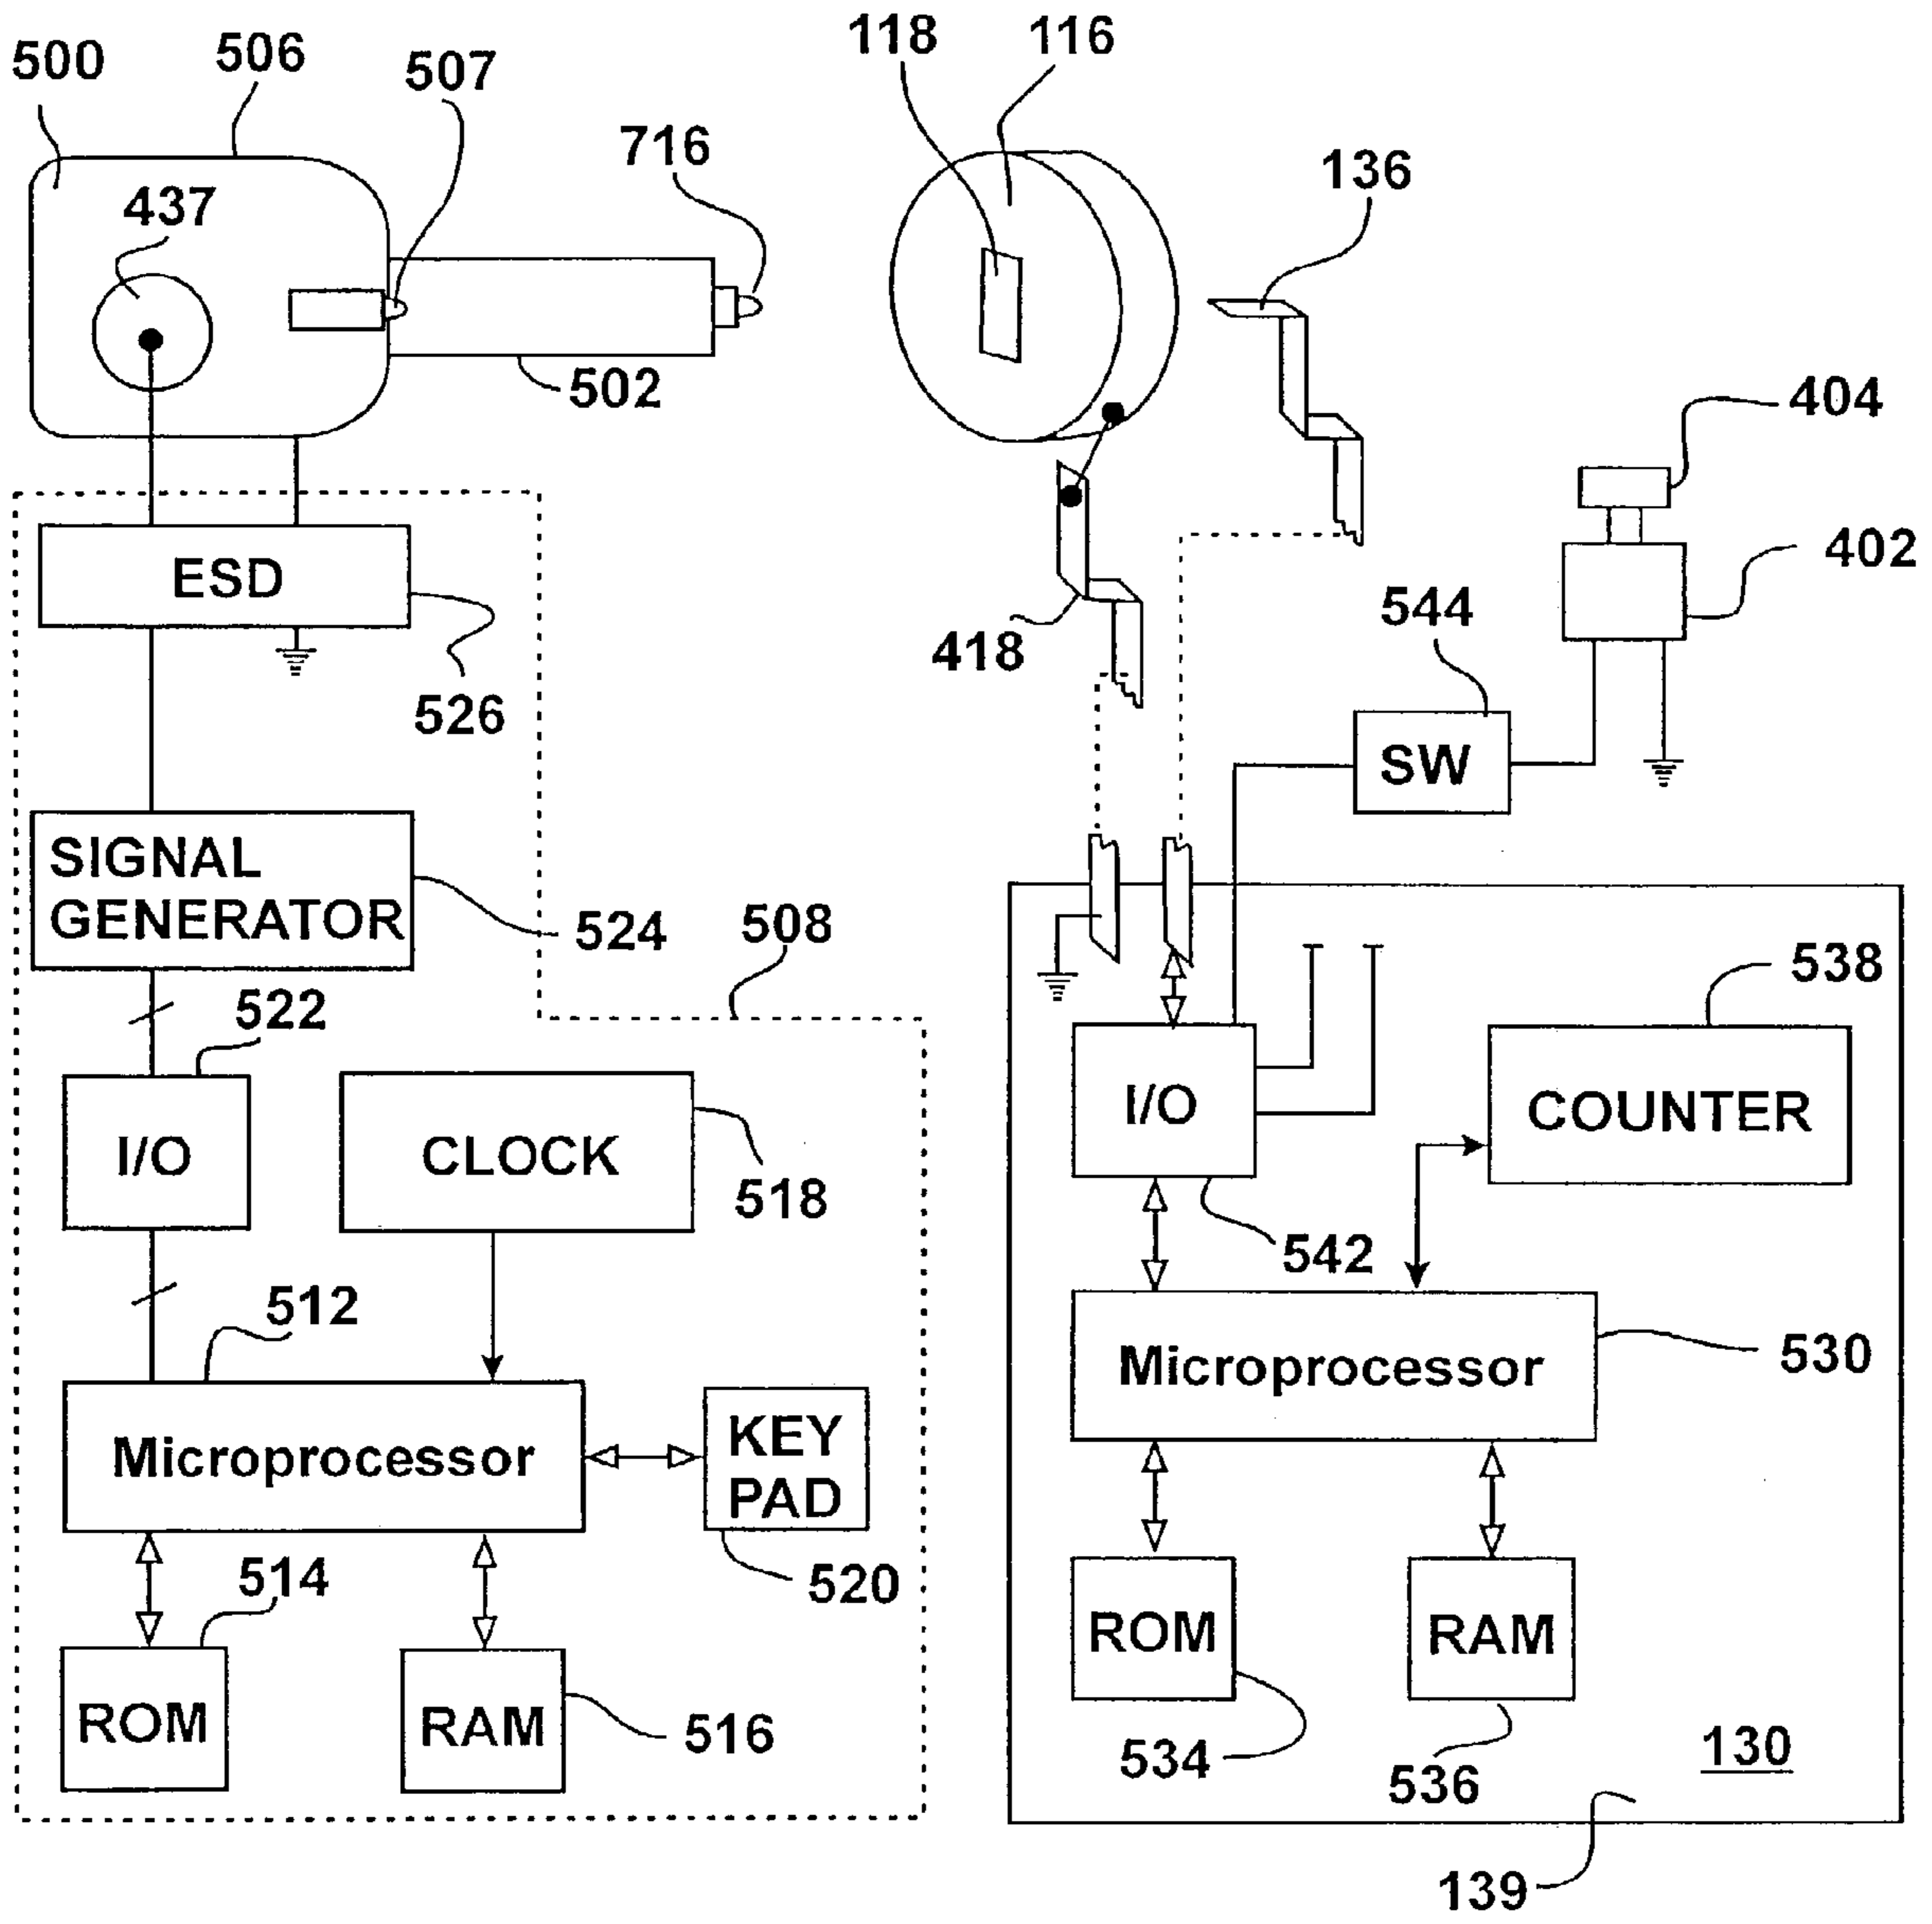 500
506
507
716
437
502
118
116
136
404
402
544
SW
418
ESD
526
SIGNAL
GENERATOR
524
508
522
I/O
CLOCK
518
512
Microprocessor
KEY
PAD
520
514
ROM
RAM
516
538
I/O
COUNTER
542
Microprocessor
530
ROM
RAM
534
536
130
139